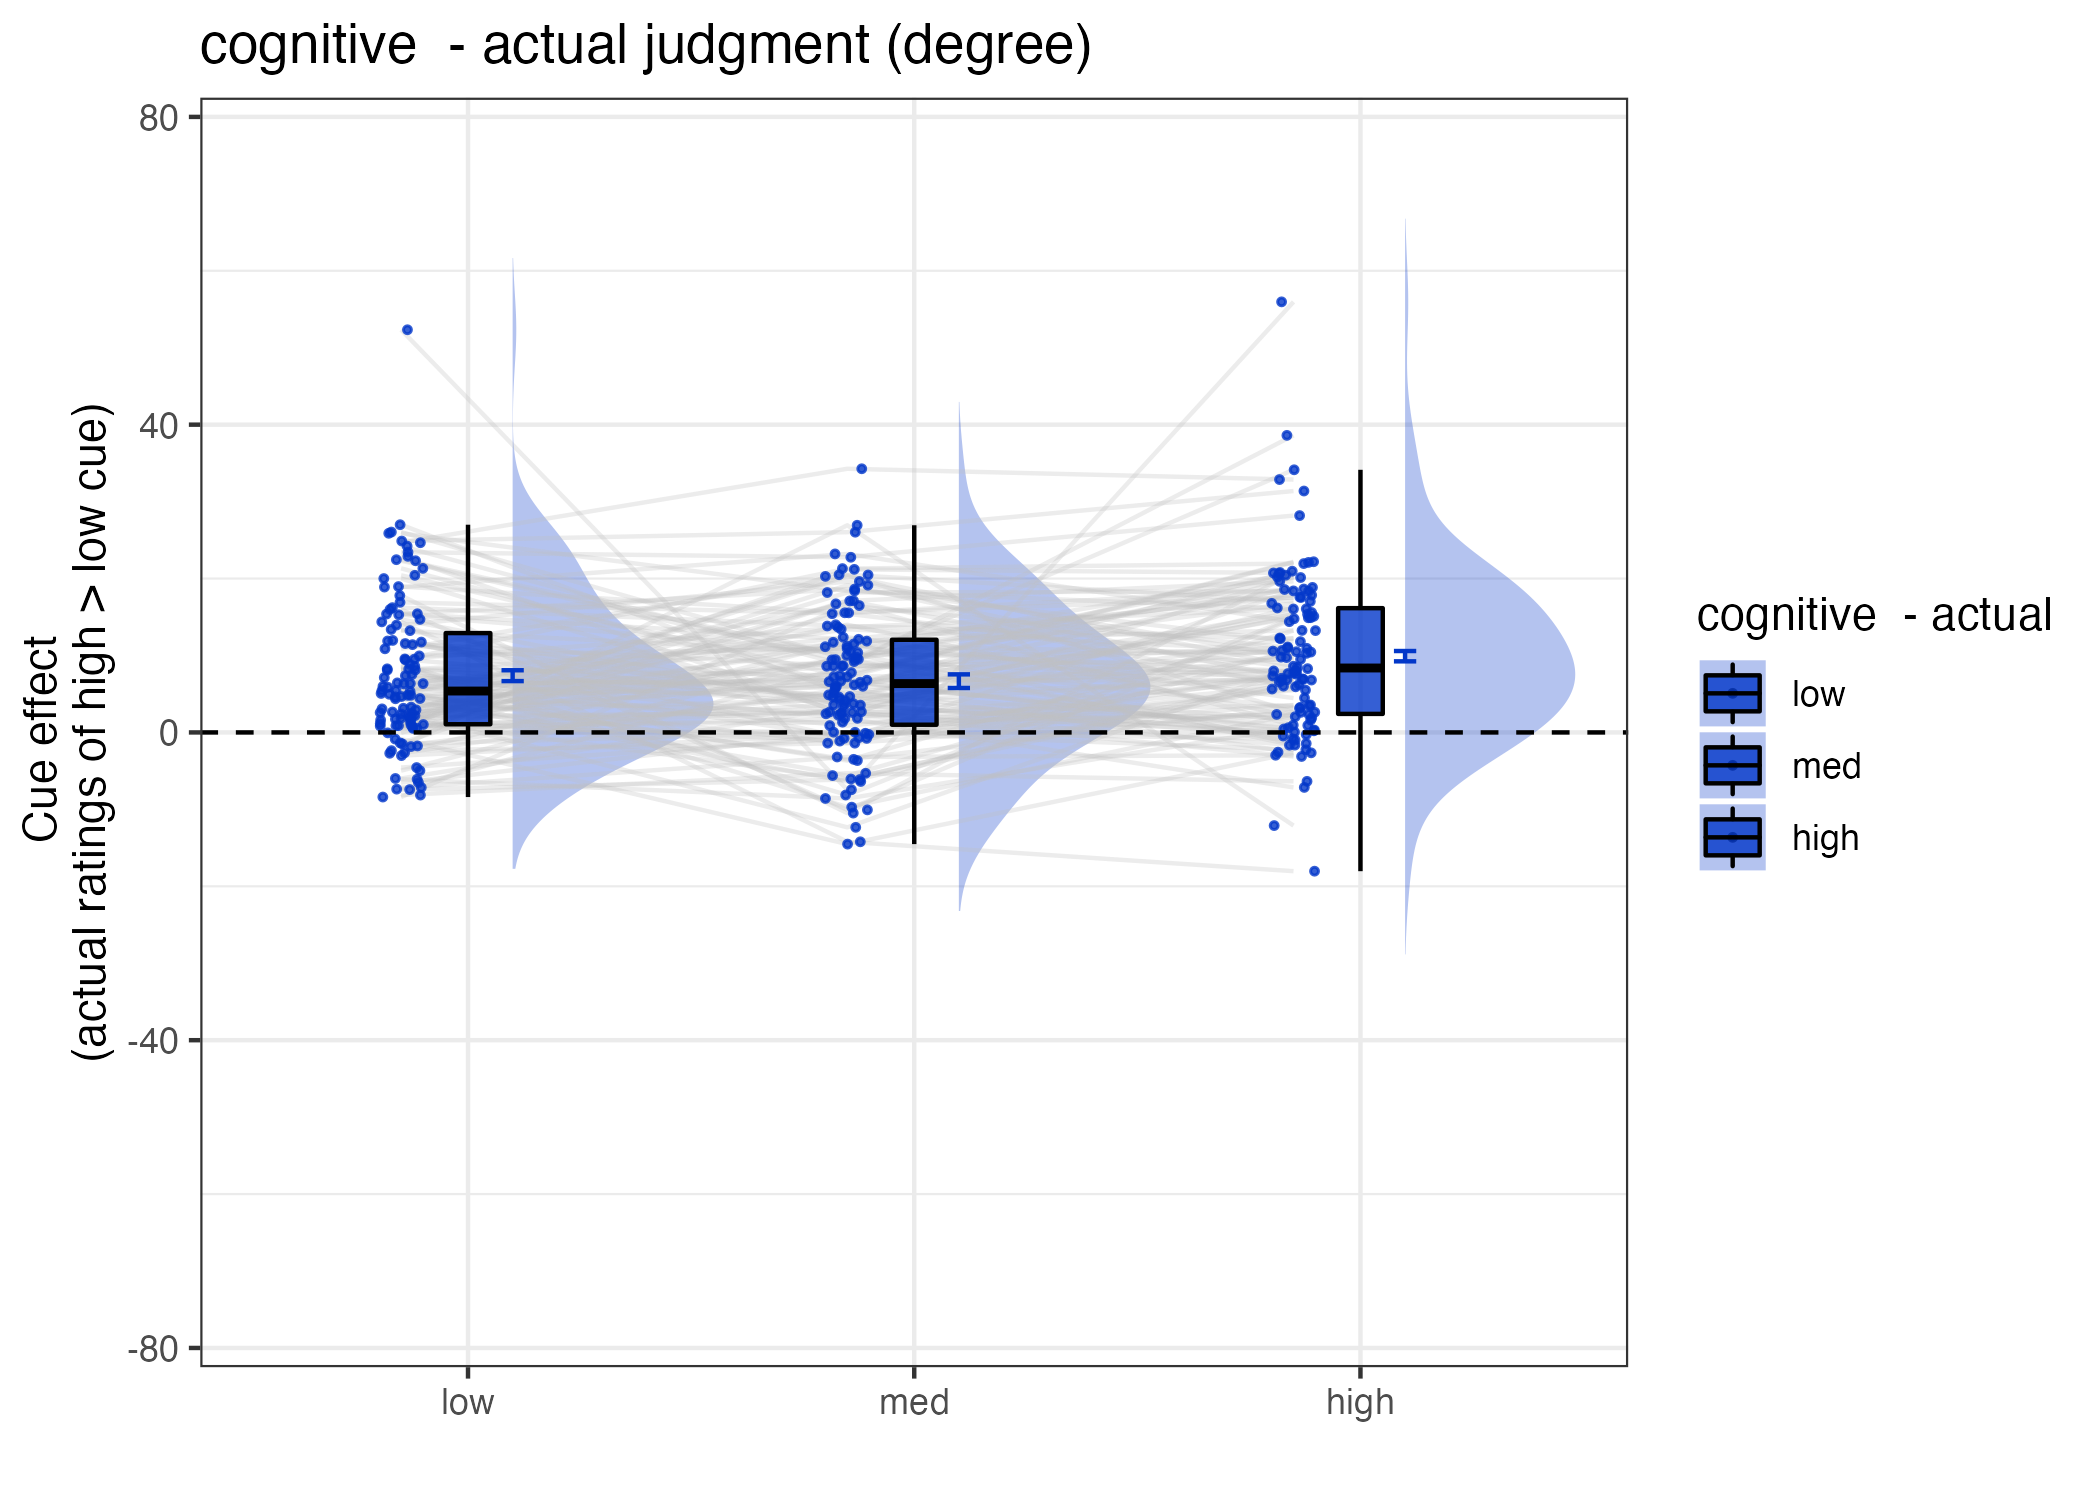 cognitive  - actual judgment (degree)
Cue effect
(actual ratings of high > low cue)
80
40
0
-40
-80
low
med
high
cognitive  - actual
low
med
high